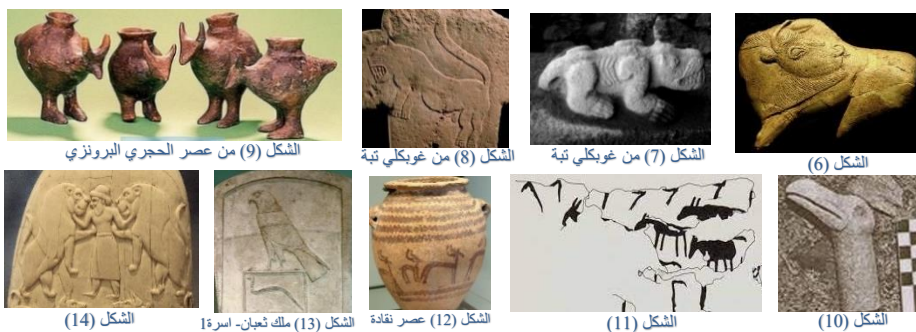 الشكل (6)
الشكل (7) من غوبكلي تبة
الشكل (8) من غوبكلي تبة
الشكل (9) من عصر الحجري البرونزي
الشكل (10)
الشكل (11)
الشكل (12) عصر نقادة
الشكل (13) ملك ثعبان- اسرة1
الشكل (14)